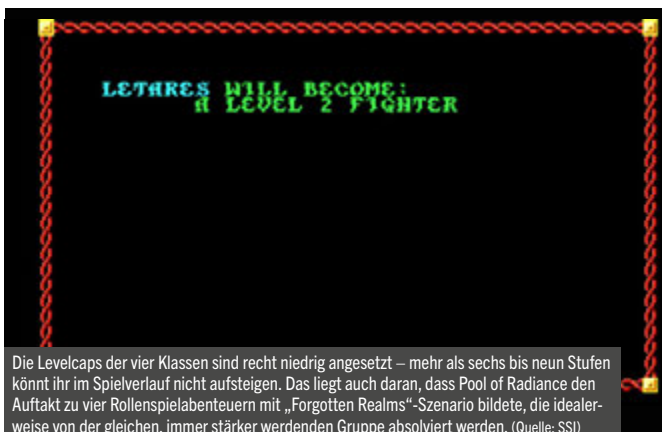 LETARES WILL BECOME:
A LEVEL 2 FIGHTER
Die Levelcaps der vier Klassen sind recht niedrig angesetzt – mehr als sechs bis neun Stufen
könnt ihr im Spielverlauf nicht aufsteigen. Das liegt auch daran, dass Pool of Radiance den
Auftakt zu vier Rollenspielabenteuern mit „Forgotten Realms“-Szenario bildete, die idealer-
weise von der gleichen, immer stärker werdenden Gruppe absolviert werden. (Quelle: SSI)